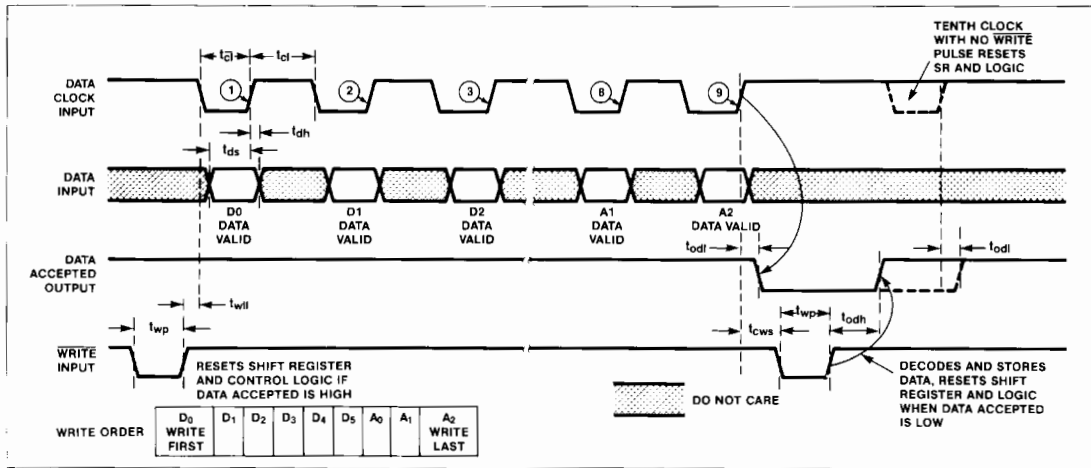 TENTH CLOCK
WITH NO WRITE
PULSE RESETS
SR AND LOGIC
tcl tcl
DATA
CLOCK
INPUT
1 2 3 8 9
tdh
tds
DATA
INPUT
D0
DATA
VALID
D1
DATA
VALID
D2
DATA
VALID
A1
DATA
VALID
A2
DATA VALID
todl todl
DATA
ACCEPTED
OUTPUT
twll
twp
tcws twp todh
WRITE
INPUT
RESETS SHIFT REGISTER
AND CONTROL LOGIC IF
DATA ACCEPTED IS HIGH
DO NOT CARE
DECODES AND STORES
DATA, RESETS SHIFT
REGISTER AND LOGIC
WHEN DATA ACCEPTED
IS LOW
WRITE ORDER
D0
WRITE
FIRST
D1 D2 D3 D4 D5 A0 A1
A2
WRITE
LAST